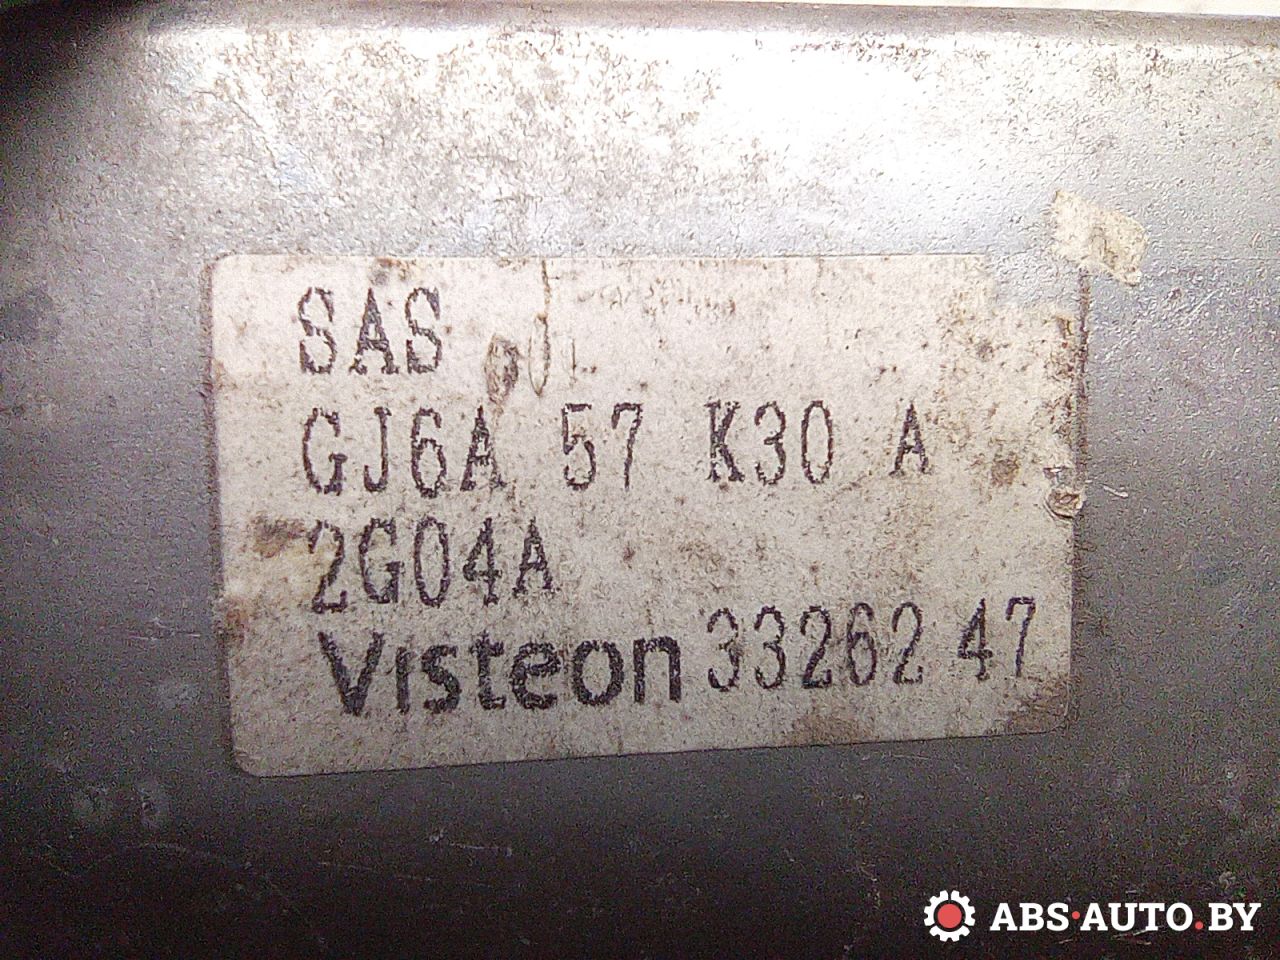 SAS
GJ6A 57 K30 A
2G04A
Visteon 33262 47
ABS·AUTO.BY